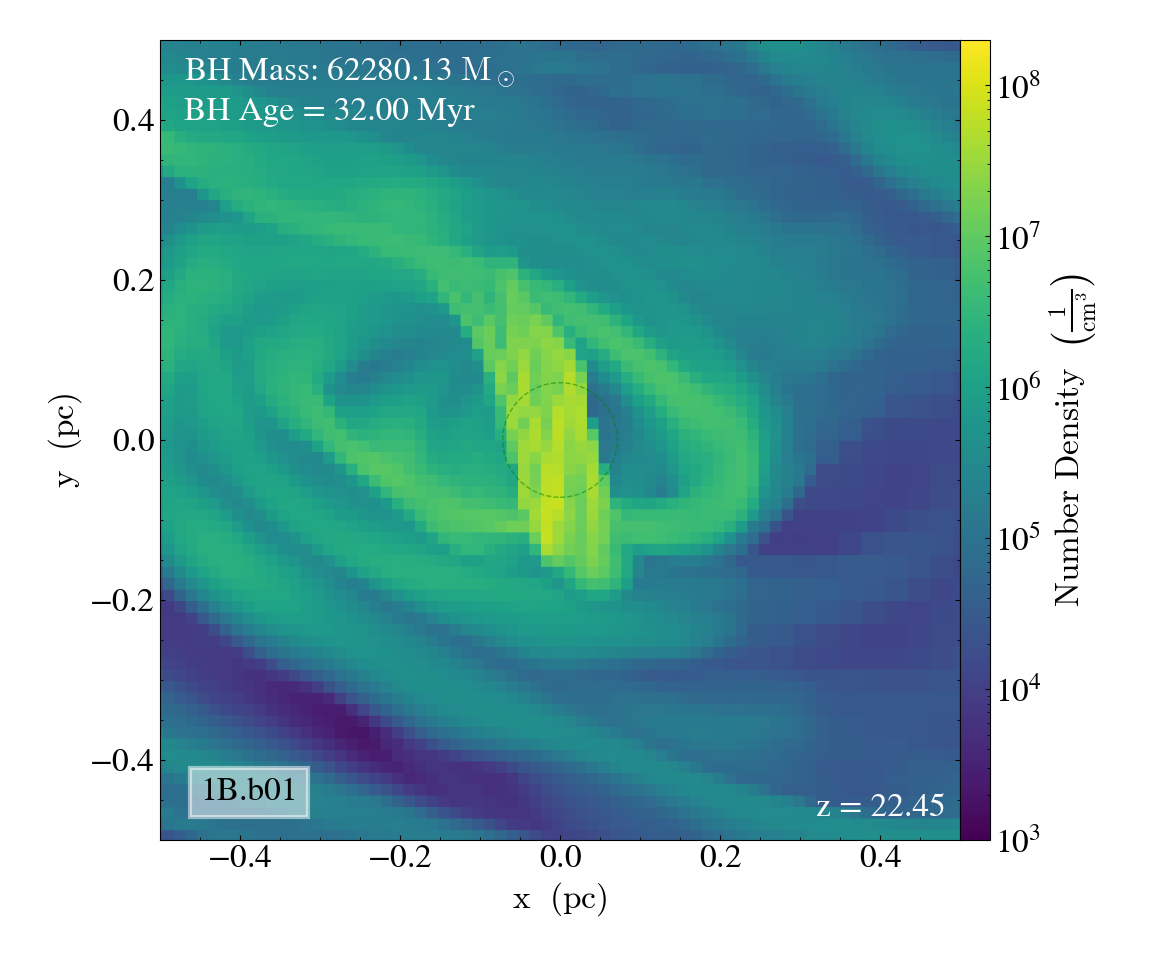 BH Mass: 62280.13 M⊙
BH Age = 32.00 Myr
1B.b01
z = 22.45
0.4
0.2
0.0
−0.2
−0.4
y (pc)
−0.4 −0.2 0.0 0.2 0.4
x (pc)
10⁸
10⁷
10⁶
10⁵
10⁴
10³
Number Density (1/cm³)